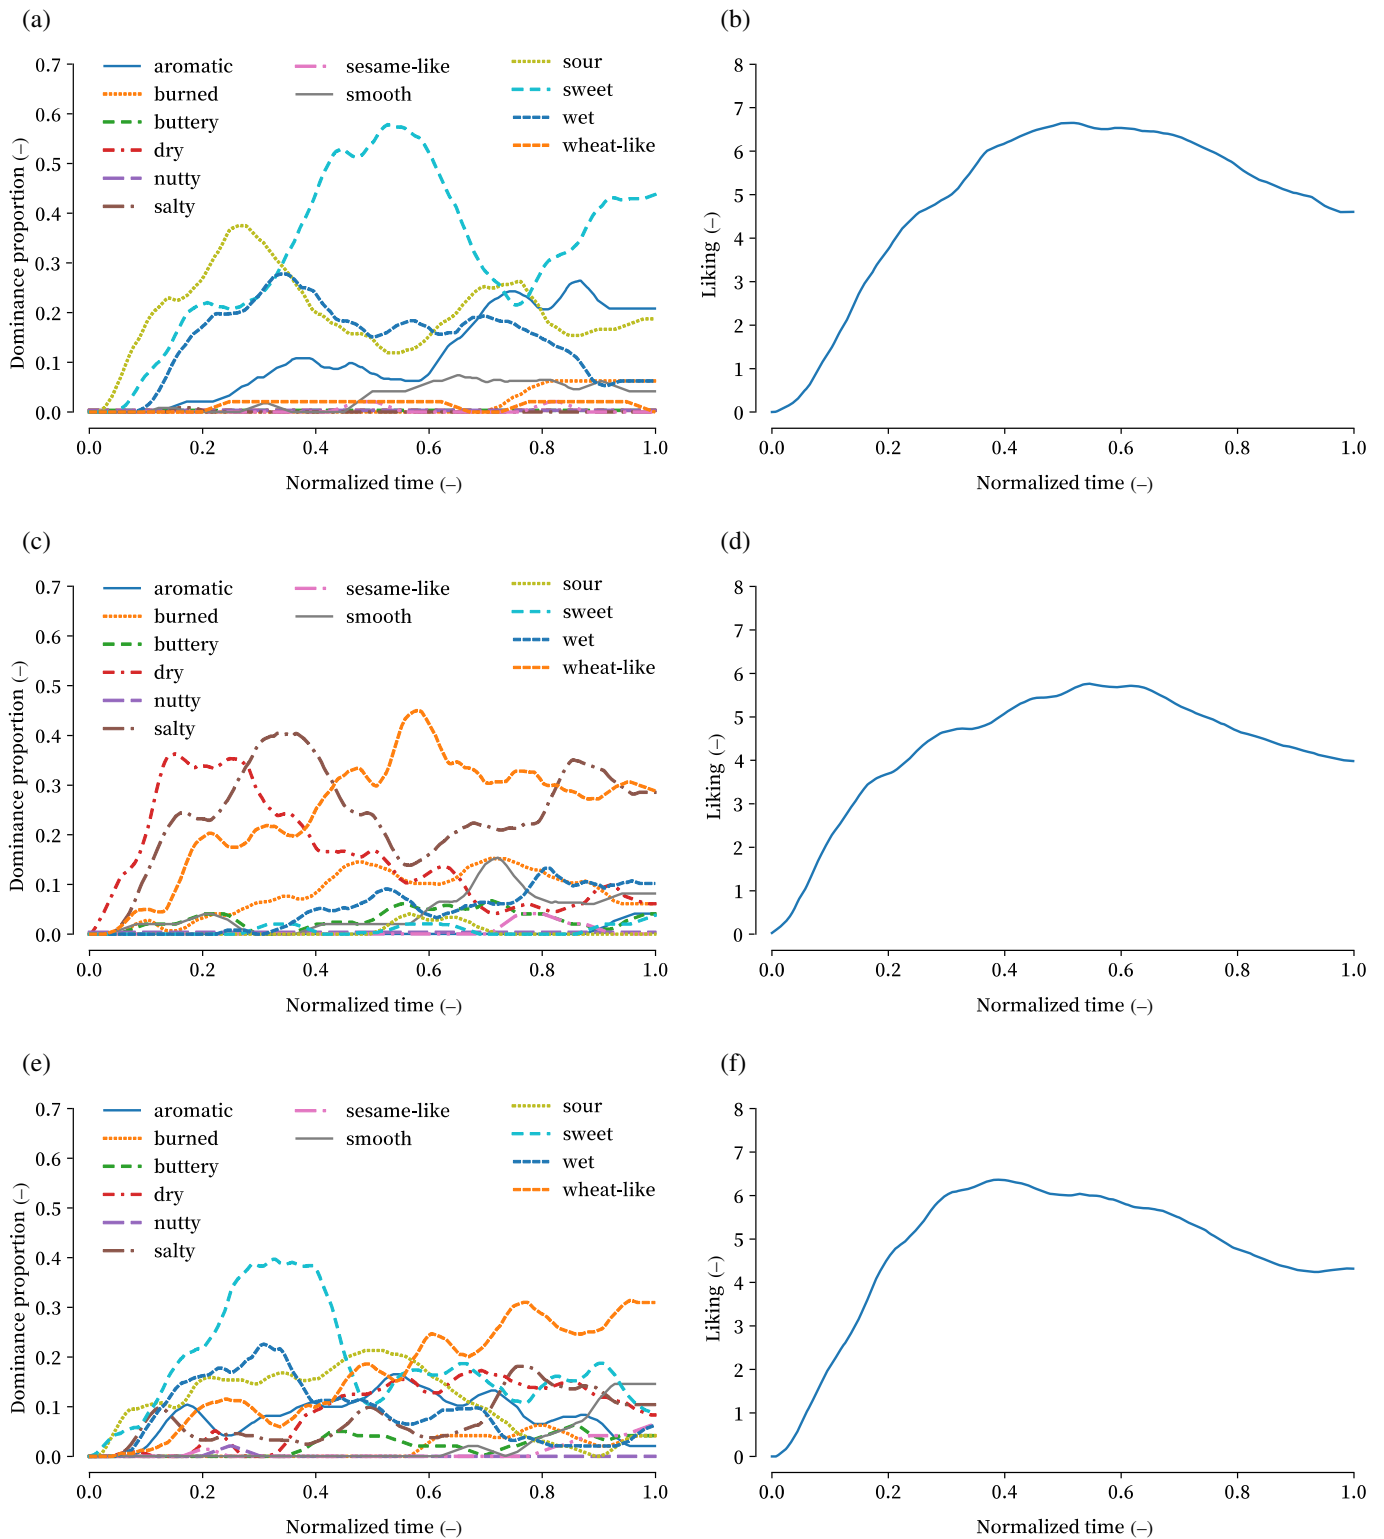 (a)
aromatic
burned
buttery
dry
nutty
salty
sesame-like
smooth
sour
sweet
wet
wheat-like
0.7
0.6
0.5
0.4
0.3
0.2
0.1
0.0
Dominance proportion (–)
0.0 0.2 0.4 0.6 0.8 1.0
Normalized time (–)
(b)
8
7
6
5
4
3
2
1
0
Liking (–)
0.0 0.2 0.4 0.6 0.8 1.0
Normalized time (–)
(c)
aromatic
burned
buttery
dry
nutty
salty
sesame-like
smooth
sour
sweet
wet
wheat-like
0.7
0.6
0.5
0.4
0.3
0.2
0.1
0.0
Dominance proportion (–)
0.0 0.2 0.4 0.6 0.8 1.0
Normalized time (–)
(d)
8
7
6
5
4
3
2
1
0
Liking (–)
0.0 0.2 0.4 0.6 0.8 1.0
Normalized time (–)
(e)
aromatic
burned
buttery
dry
nutty
salty
sesame-like
smooth
sour
sweet
wet
wheat-like
0.7
0.6
0.5
0.4
0.3
0.2
0.1
0.0
Dominance proportion (–)
0.0 0.2 0.4 0.6 0.8 1.0
Normalized time (–)
(f)
8
7
6
5
4
3
2
1
0
Liking (–)
0.0 0.2 0.4 0.6 0.8 1.0
Normalized time (–)